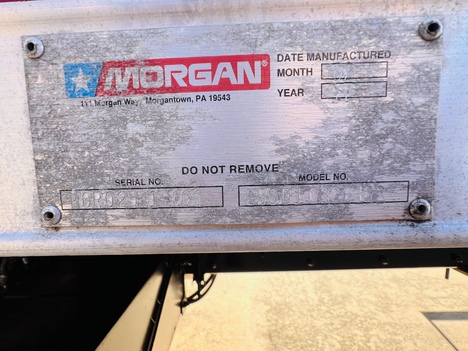 MORGAN®
111 Morgan Way, Morgantown, PA 19543
DATE MANUFACTURED
MONTH
YEAR
DO NOT REMOVE
SERIAL NO.
MODEL NO.